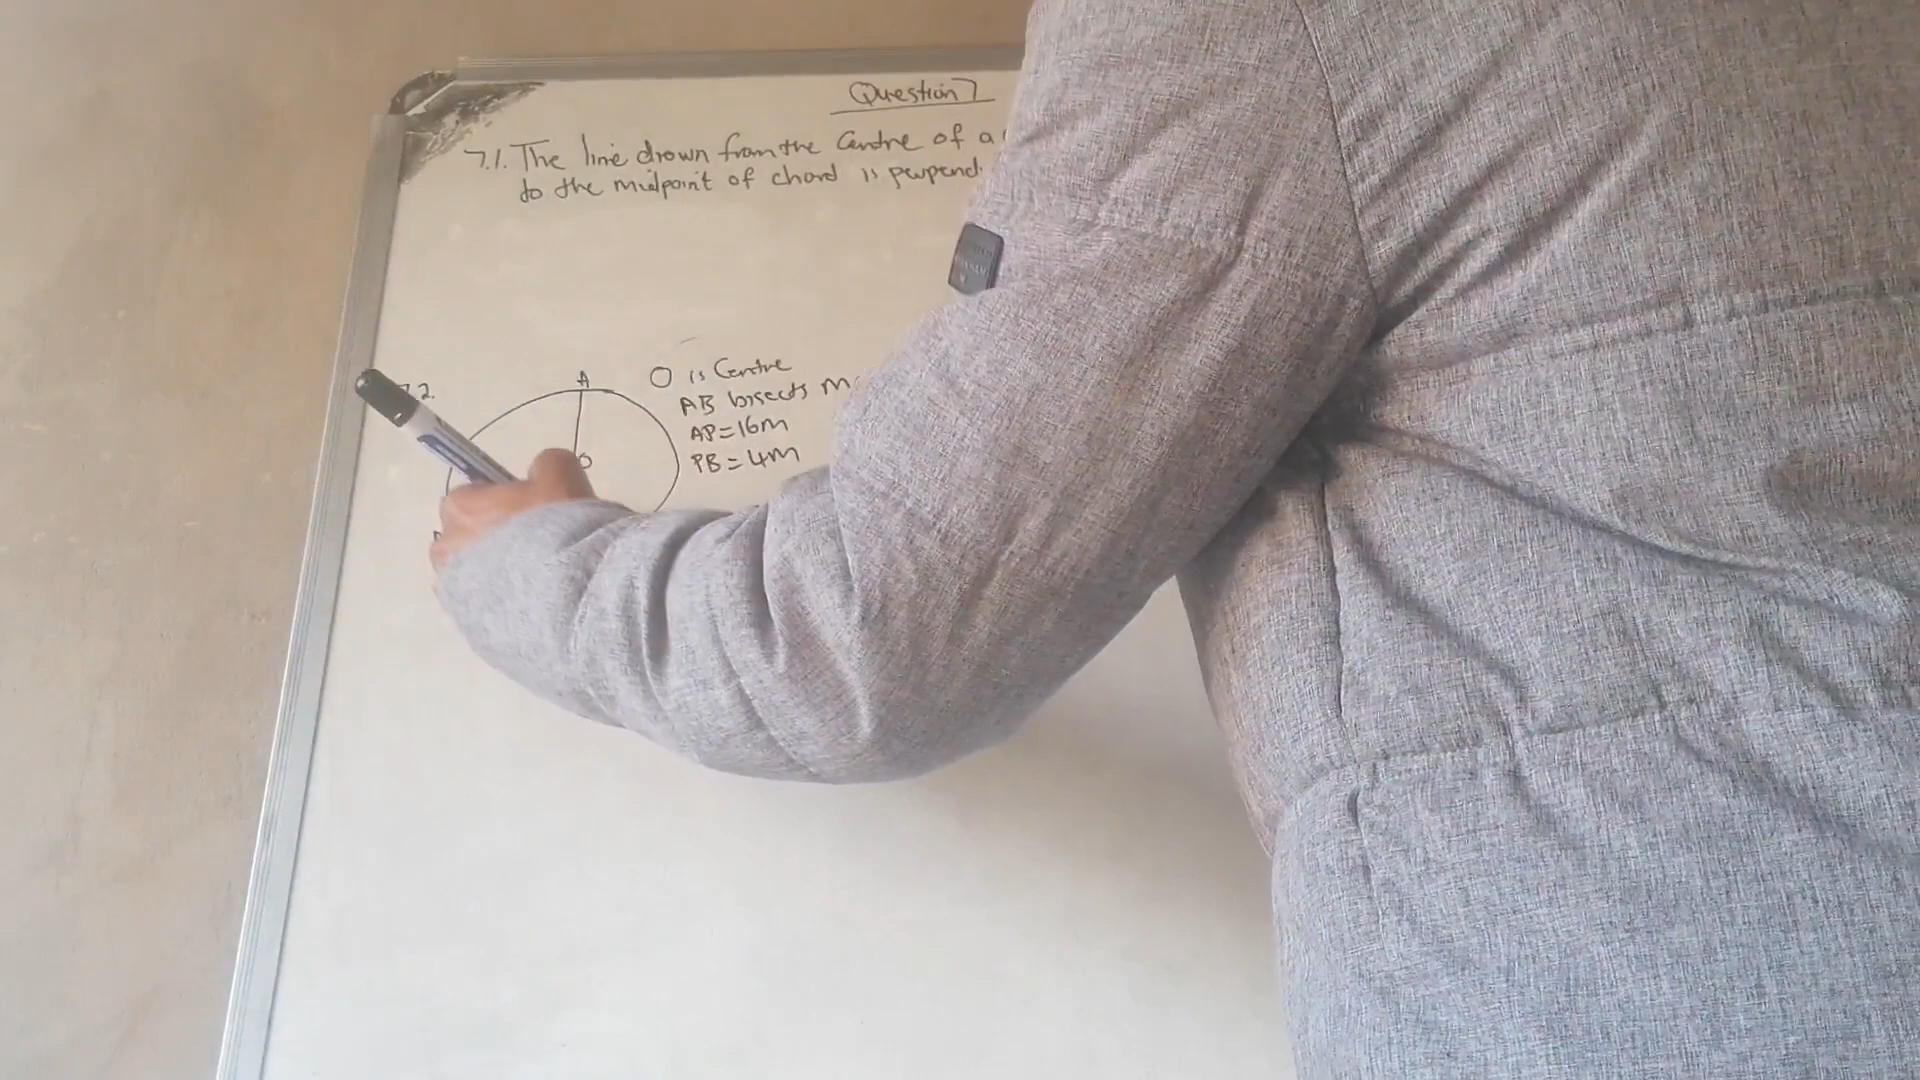 Question 7
7.1. The line drown from the Centre of a
to the midpoint of chord is perpend
7.2.
A
O is Centre
AB bisects M
AP=16m
O
PB=4m